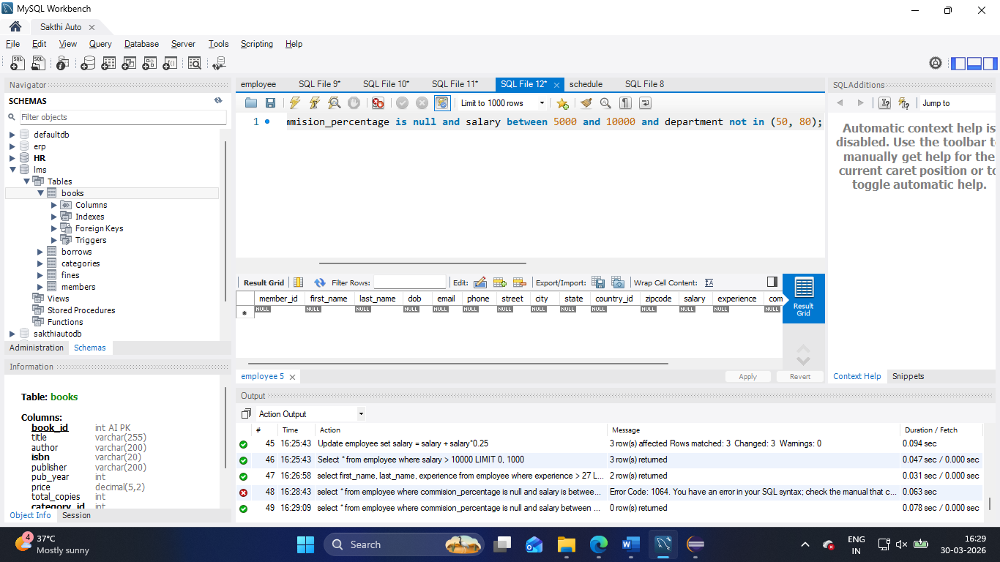 MySQL Workbench
Sakthi Auto
File Edit View Query Database Server Tools Scripting Help
Navigator
SCHEMAS
Filter objects
defaultdb
erp
HR
lms
Tables
books
Columns
Indexes
Foreign Keys
Triggers
borrows
categories
fines
members
Views
Stored Procedures
Functions
sakthiautodb
Administration Schemas
Information
Table: books
Columns:
book_id int AI PK
title varchar(255)
author varchar(200)
isbn varchar(20)
publisher varchar(200)
pub_year int
price decimal(5,2)
total_copies int
category_id int
Object Info Session
employee SQL File 9* SQL File 10* SQL File 11* SQL File 12* schedule SQL File 8
Limit to 1000 rows
1 mmision_percentage is null and salary between 5000 and 10000 and department not in (50, 80);
Result Grid Filter Rows: Edit: Export/Import: Wrap Cell Content:
member_id first_name last_name dob email phone street city state country_id zipcode salary experience com
NULL NULL NULL NULL NULL NULL NULL NULL NULL NULL NULL NULL NULL NULL
Result
Grid
employee 5 Apply Revert
Output
Action Output
# Time Action Message Duration / Fetch
45 16:25:43 Update employee set salary = salary + salary*0.25 3 row(s) affected Rows matched: 3 Changed: 3 Warnings: 0 0.094 sec
46 16:25:43 Select * from employee where salary > 10000 LIMIT 0, 1000 3 row(s) returned 0.047 sec / 0.000 sec
47 16:26:58 select first_name, last_name, experience from employee where experience > 27 L... 2 row(s) returned 0.031 sec / 0.000 sec
48 16:28:43 select * from employee where commision_percentage is null and salary is betwee... Error Code: 1064. You have an error in your SQL syntax; check the manual that c... 0.063 sec
49 16:29:09 select * from employee where commision_percentage is null and salary between ... 0 row(s) returned 0.078 sec / 0.000 sec
SQLAdditions
Jump to
Automatic context help is
disabled. Use the toolbar t
manually get help for the
current caret position or to
toggle automatic help.
Context Help Snippets
4
37°C
Mostly sunny
Search
ENG
IN
16:29
30-03-2026